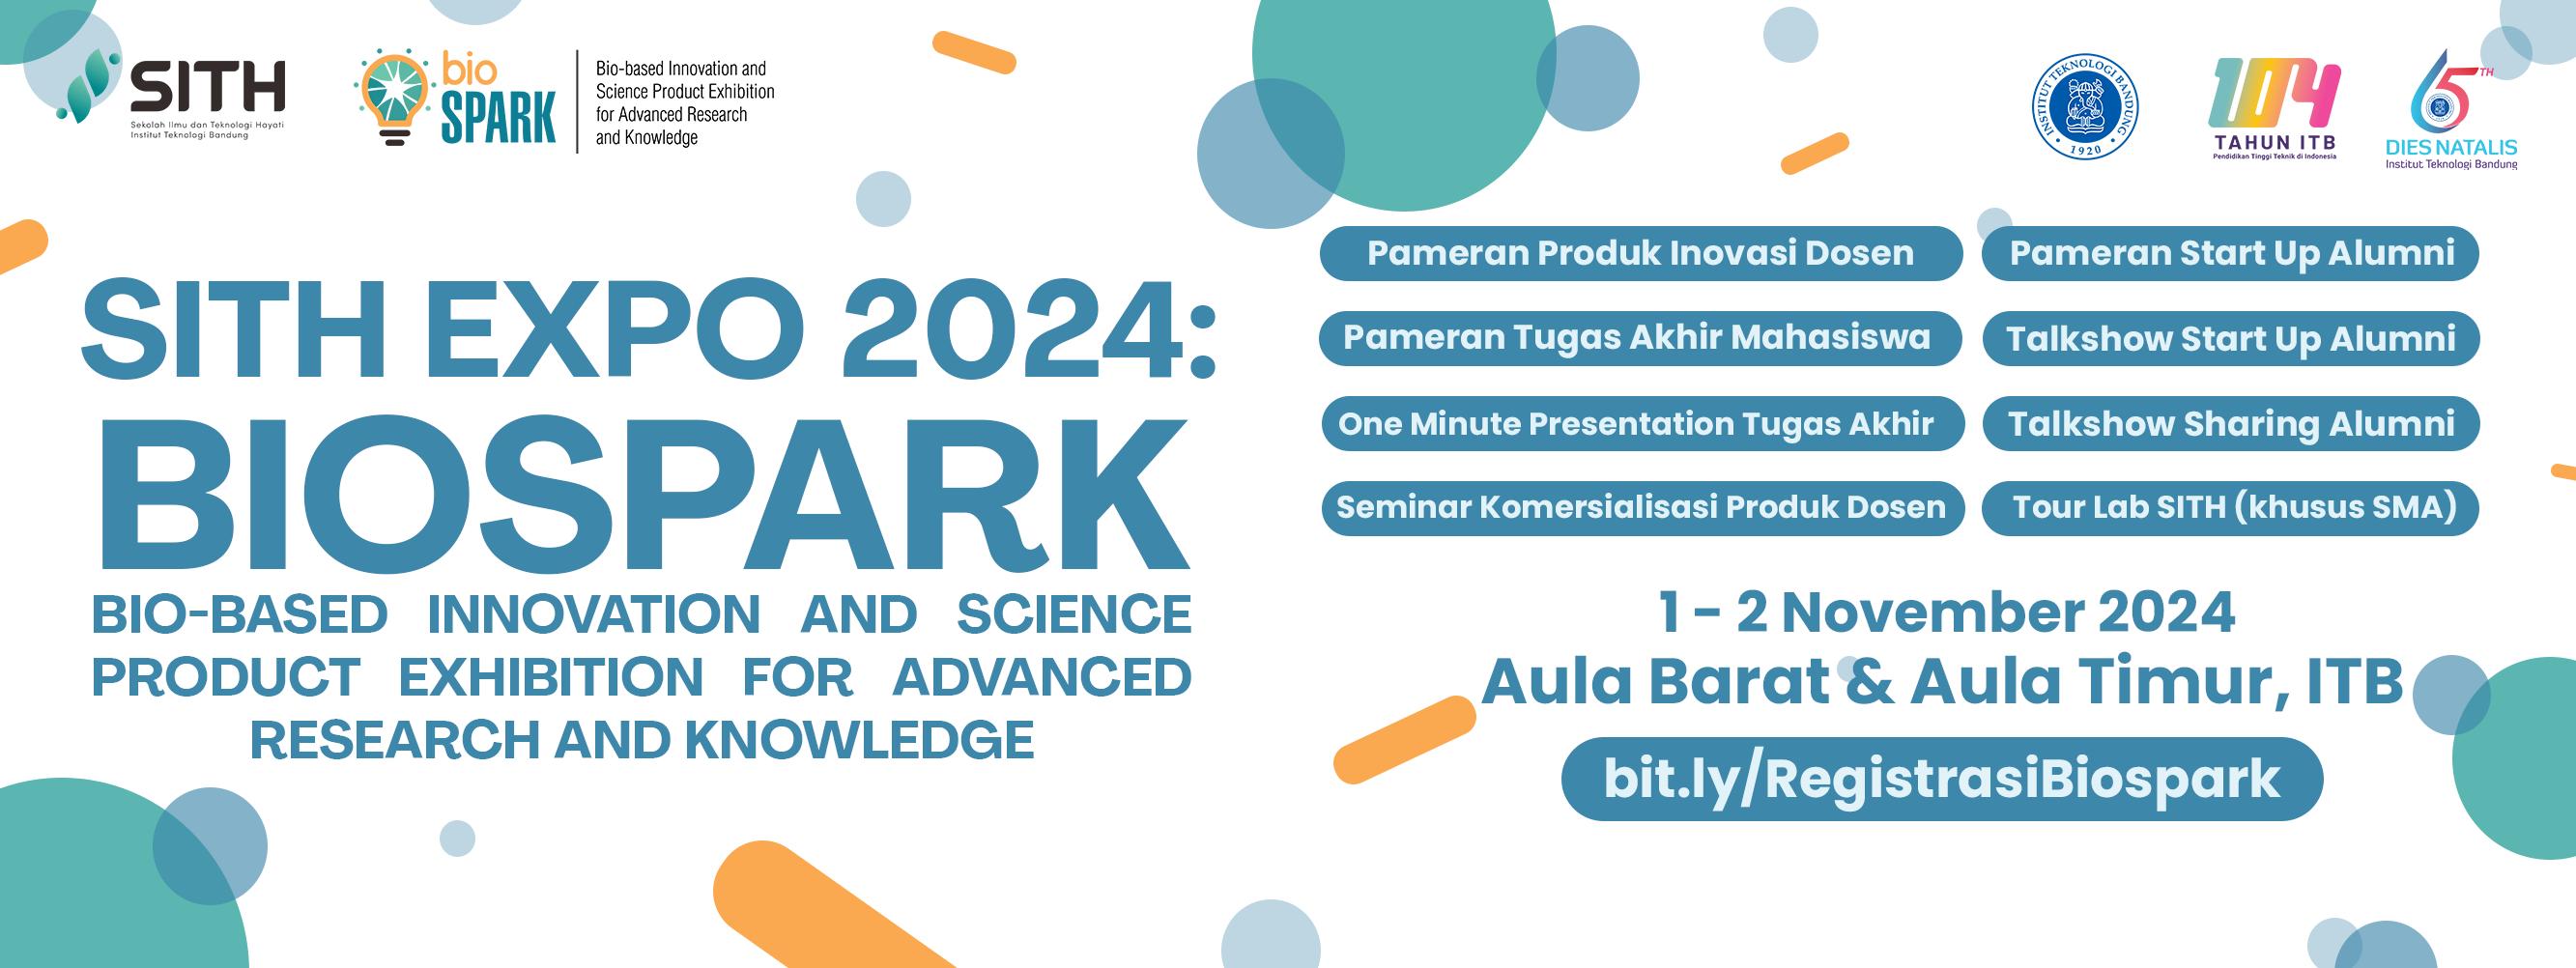 SITH
Sekolah Ilmu dan Teknologi Hayati
Institut Teknologi Bandung
bio
SPARK
Bio-based Innovation and
Science Product Exhibition
for Advanced Research
and Knowledge
INSTITUT TEKNOLOGI BANDUNG
1920
104
TAHUN ITB
Pendidikan Tinggi Teknik di Indonesia
65TH
DIES NATALIS
Institut Teknologi Bandung
SITH EXPO 2024:
BIOSPARK
BIO-BASED INNOVATION AND SCIENCE
PRODUCT EXHIBITION FOR ADVANCED
RESEARCH AND KNOWLEDGE
Pameran Produk Inovasi Dosen
Pameran Start Up Alumni
Pameran Tugas Akhir Mahasiswa
Talkshow Start Up Alumni
One Minute Presentation Tugas Akhir
Talkshow Sharing Alumni
Seminar Komersialisasi Produk Dosen
Tour Lab SITH (khusus SMA)
1 - 2 November 2024
Aula Barat & Aula Timur, ITB
bit.ly/RegistrasiBiospark